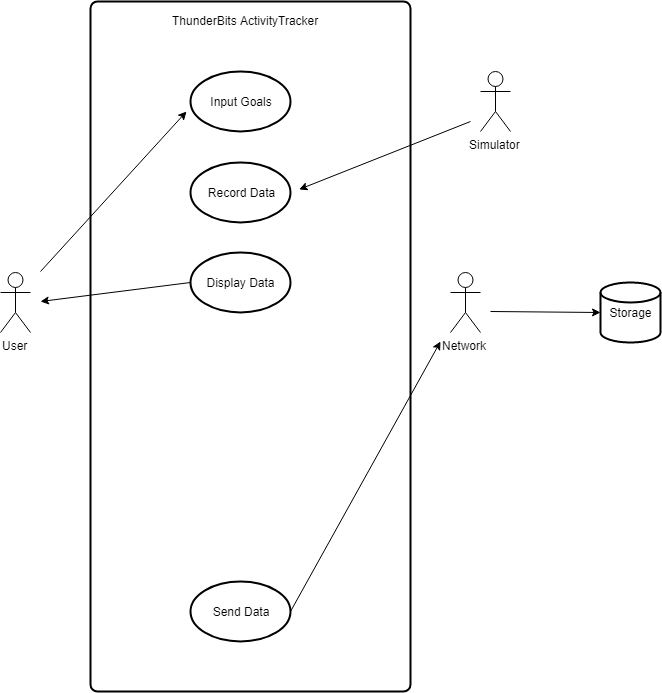 ThunderBits ActivityTracker
Input Goals
Simulator
Record Data
Display Data
User
Network
Storage
Send Data